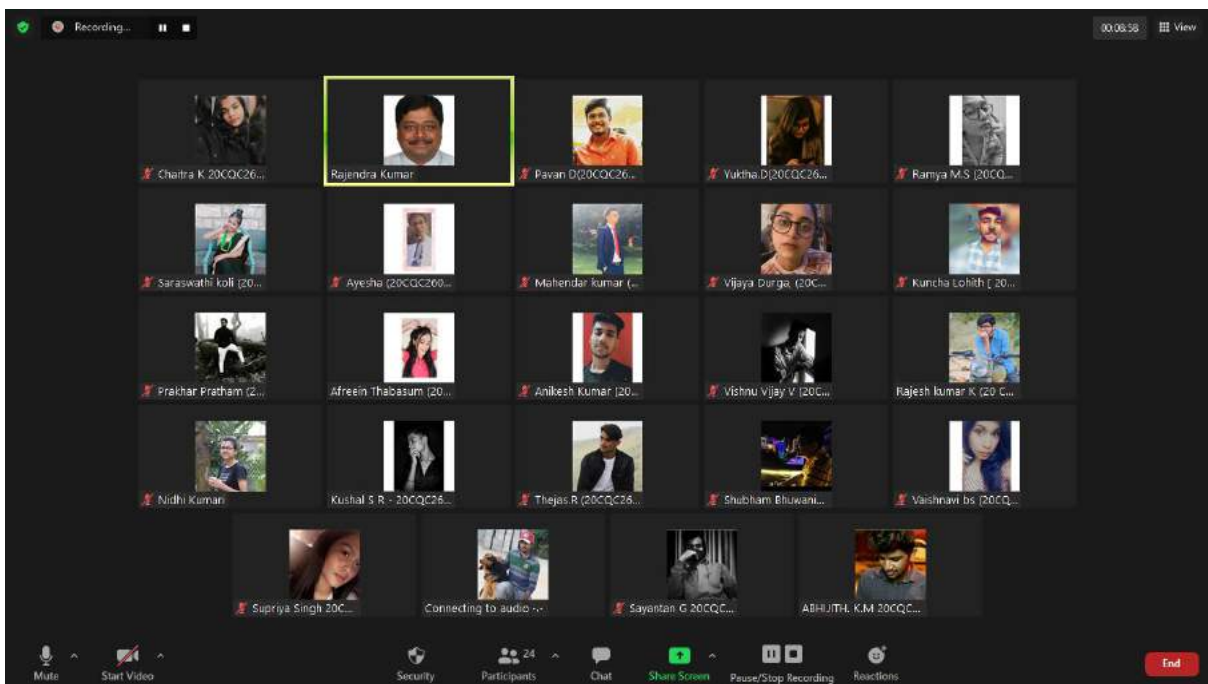 Recording...
00:08:58 View
Chaitra K 20CQC26...
Rajendra Kumar
Pavan D(20CQC26...
Yuktha.D(20CQC26...
Ramya M.S (20CQ...
Saraswathi koli (20...
Ayesha (20CQC260...
Mahendar kumar (...
Vijaya Durga, (20C...
Kuncha Lohith [ 20...
Prakhar Pratham (2...
Afreein Thabasum (20...
Anikesh Kumar (20...
Vishnu Vijay V (20C...
Rajesh kumar K (20 C...
Nidhi Kumari
Kushal S R - 20CQC26...
Thejas.R (20CQC26...
Shubham Bhuwani...
Vaishnavi bs (20CQ...
Supriya Singh 20C...
Connecting to audio ·-·
Sayantan G 20CQC...
ABHIJITH. K.M 20CQC...
Mute
Start Video
Security
Participants 24
Chat
Share Screen
Pause/Stop Recording
Reactions
End